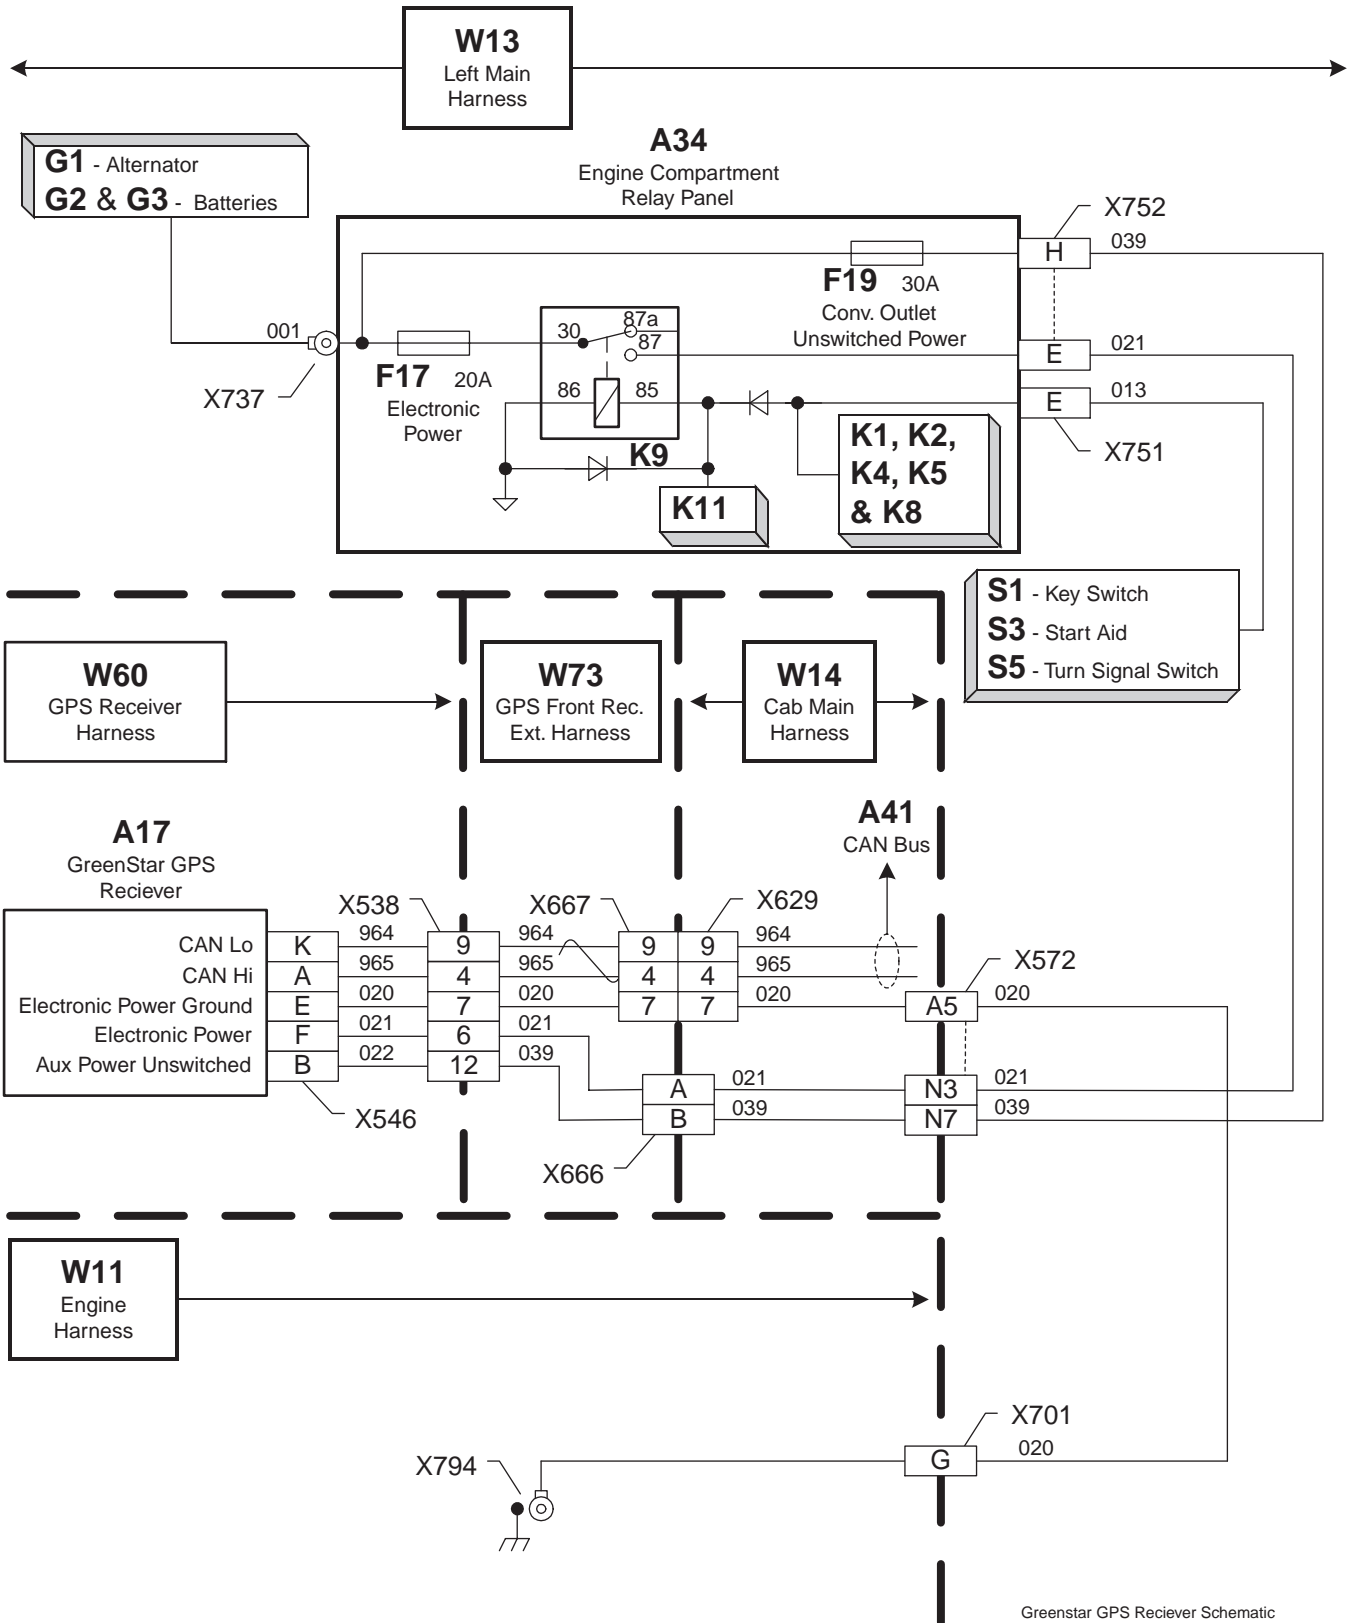 W13
Left Main
Harness
G1 - Alternator
G2 & G3 - Batteries
A34
Engine Compartment
Relay Panel
X752
H
039
F19 30A
Conv. Outlet
Unswitched Power
87a
30
87
001
X737
F17 20A
Electronic
Power
E
021
86
85
E
013
X751
K9
K11
K1, K2,
K4, K5
& K8
S1 - Key Switch
S3 - Start Aid
S5 - Turn Signal Switch
W60
GPS Receiver
Harness
W73
GPS Front Rec.
Ext. Harness
W14
Cab Main
Harness
A41
CAN Bus
A17
GreenStar GPS
Reciever
X538
X667
X629
X572
CAN Lo K 964 9 964 9 9 964
CAN Hi A 965 4 965 4 4 965
Electronic Power Ground E 020 7 020 7 7 020 A5 020
Electronic Power F 021 6 021
Aux Power Unswitched B 022 12 039
A 021 N3 021
B 039 N7 039
X546
X666
W11
Engine
Harness
X701
G
020
X794
Greenstar GPS Reciever Schematic